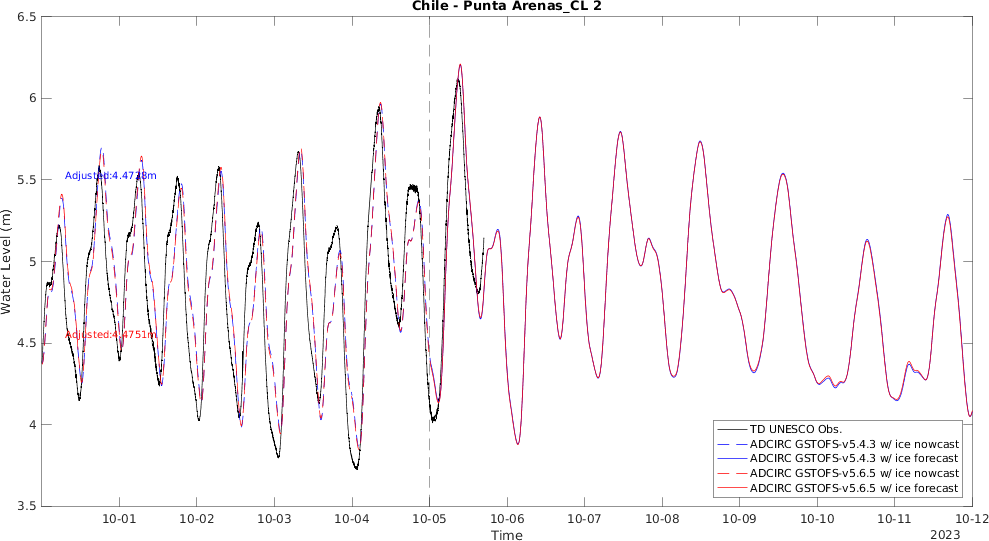 Chile - Punta Arenas_CL 2
6.5
6
5.5
5
4.5
4
3.5
Water Level (m)
Adjusted:4.4728m
Adjusted:4.4751m
TD UNESCO Obs.
ADCIRC GSTOFS-v5.4.3 w/ ice nowcast
ADCIRC GSTOFS-v5.4.3 w/ ice forecast
ADCIRC GSTOFS-v5.6.5 w/ ice nowcast
ADCIRC GSTOFS-v5.6.5 w/ ice forecast
10-01 10-02 10-03 10-04 10-05 10-06 10-07 10-08 10-09 10-10 10-11 10-12
Time
2023